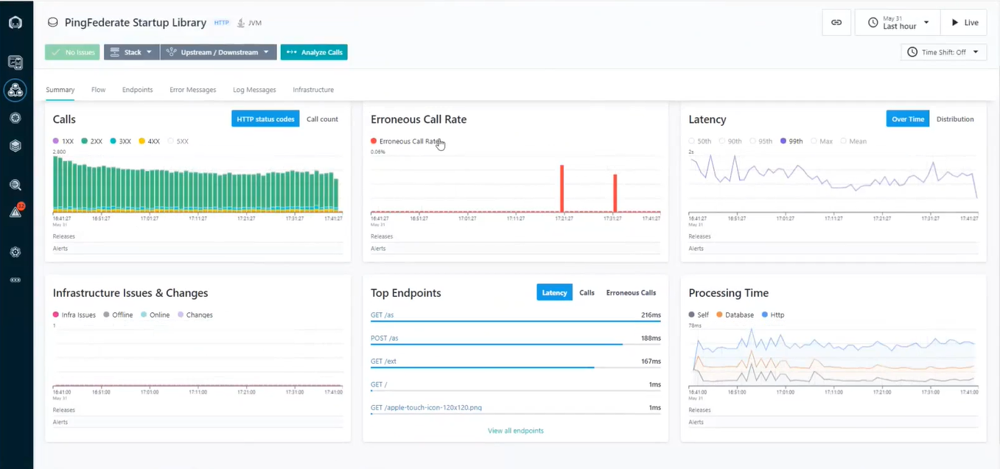 PingFederate Startup Library HTTP JVM
May 31
Last hour
Live
No Issues Stack Upstream / Downstream Analyze Calls
Time Shift: Off
Summary Flow Endpoints Error Messages Log Messages Infrastructure
Calls HTTP status codes Call count
1XX 2XX 3XX 4XX 5XX
2,800
16:41:27 16:51:27 17:01:27 17:11:27 17:21:27 17:31:27 17:41:27
May 31
Releases
Alerts
Erroneous Call Rate
Erroneous Call Rate
0.06%
16:41:27 16:51:27 17:01:27 17:11:27 17:21:27 17:31:27 17:41:27
May 31
Releases
Alerts
Latency Over Time Distribution
50th 90th 95th 99th Max Mean
2s
16:41:27 16:51:27 17:01:27 17:11:27 17:21:27 17:31:27 17:41:27
May 31
Releases
Alerts
Infrastructure Issues & Changes
Infra Issues Offline Online Changes
1
16:41:00 16:51:00 17:01:00 17:11:00 17:21:00 17:31:00 17:41:00
May 31
Releases
Alerts
Top Endpoints Latency Calls Erroneous Calls
GET /as 216ms
POST /as 188ms
GET /ext 167ms
GET / 1ms
GET /apple-touch-icon-120x120.png 1ms
View all endpoints
Processing Time
Self Database Http
78ms
16:41:00 16:51:00 17:01:00 17:11:00 17:21:00 17:31:00 17:41:00
May 31
Releases
Alerts